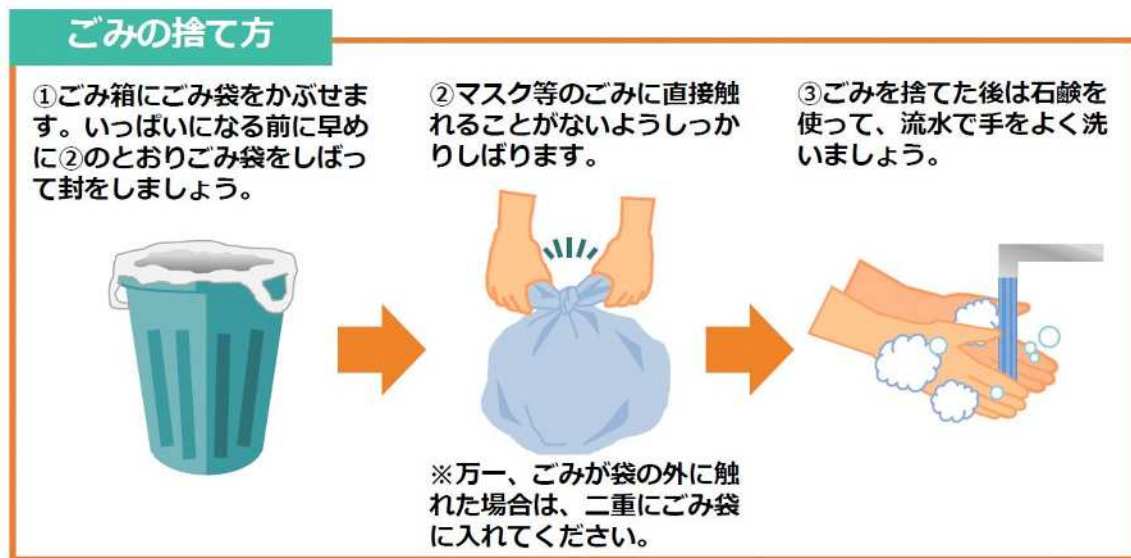 ごみの捨て方
①ごみ箱にごみ袋をかぶせま
す。いっぱいになる前に早め
に②のとおりごみ袋をしばっ
て封をしましょう。
②マスク等のごみに直接触
れることがないようしっか
りしばります。
※万一、ごみが袋の外に触
れた場合は、二重にごみ袋
に入れてください。
③ごみを捨てた後は石鹸を
使って、流水で手をよく洗
いましょう。